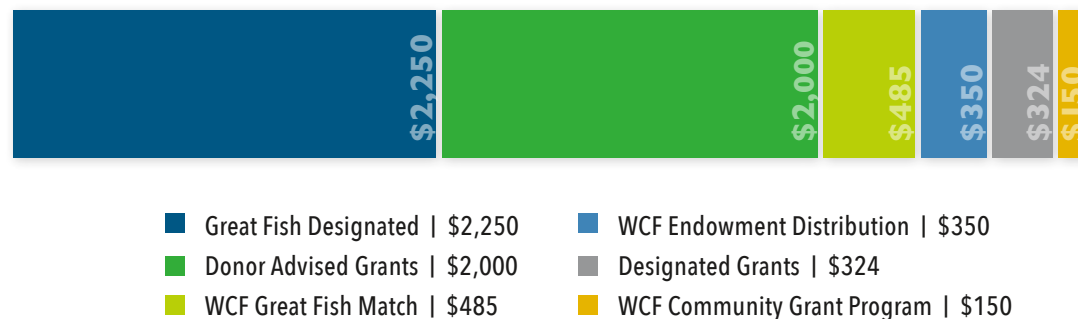 $2,250
$2,000
$485
$350
$324
$150
Great Fish Designated | $2,250
Donor Advised Grants | $2,000
WCF Great Fish Match | $485
WCF Endowment Distribution | $350
Designated Grants | $324
WCF Community Grant Program | $150